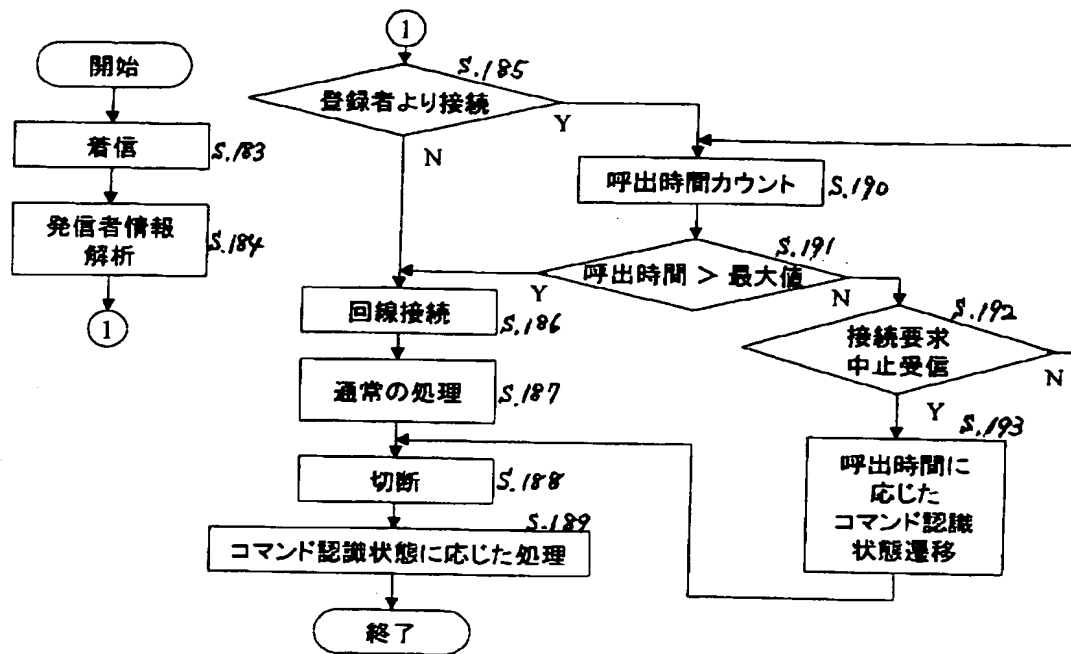 開始
着信
S.183
発信者情報
解析
S.184
1
1
S.185
登録者より接続
Y
N
呼出時間カウント
S.190
S.191
呼出時間 > 最大値
Y
N
回線接続
S.186
S.192
接続要求
中止受信
N
Y
通常の処理
S.187
S.193
呼出時間に
応じた
コマンド認識
状態遷移
切断
S.188
S.189
コマンド認識状態に応じた処理
終了